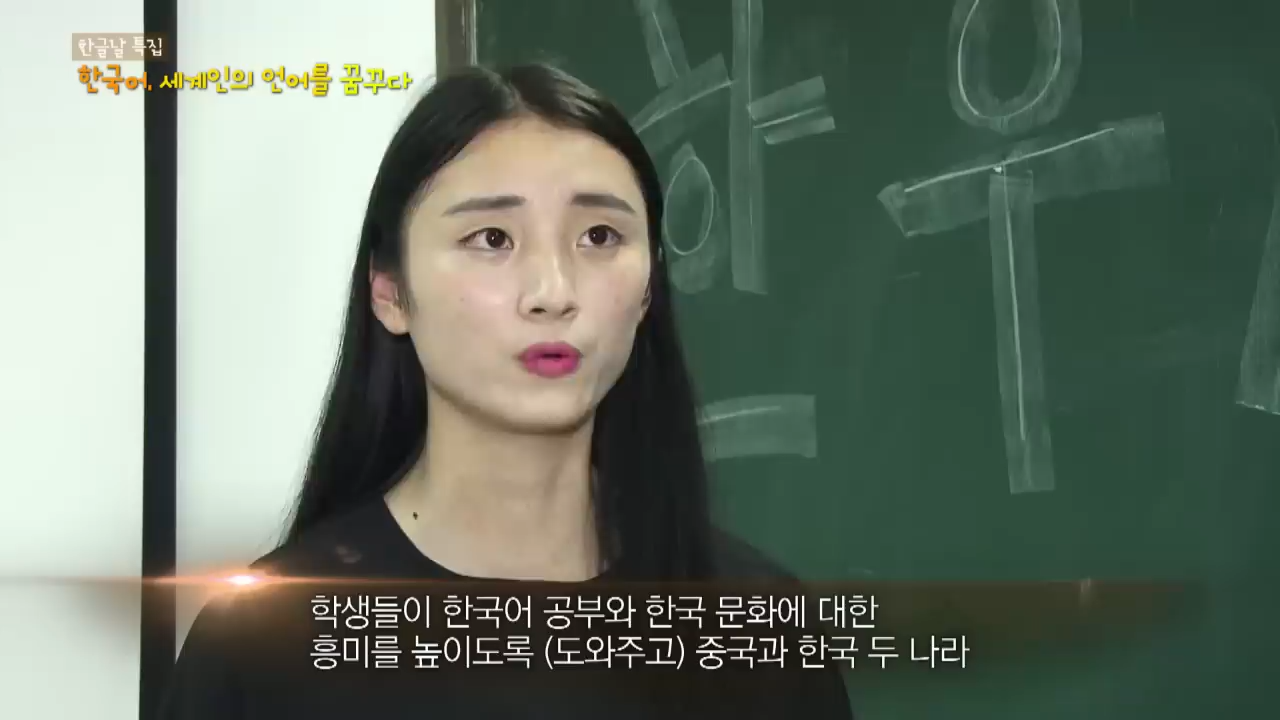 한글날 특집
한국어, 세계인의 언어를 꿈꾸다
학생들이 한국어 공부와 한국 문화에 대한
흥미를 높이도록 (도와주고) 중국과 한국 두 나라